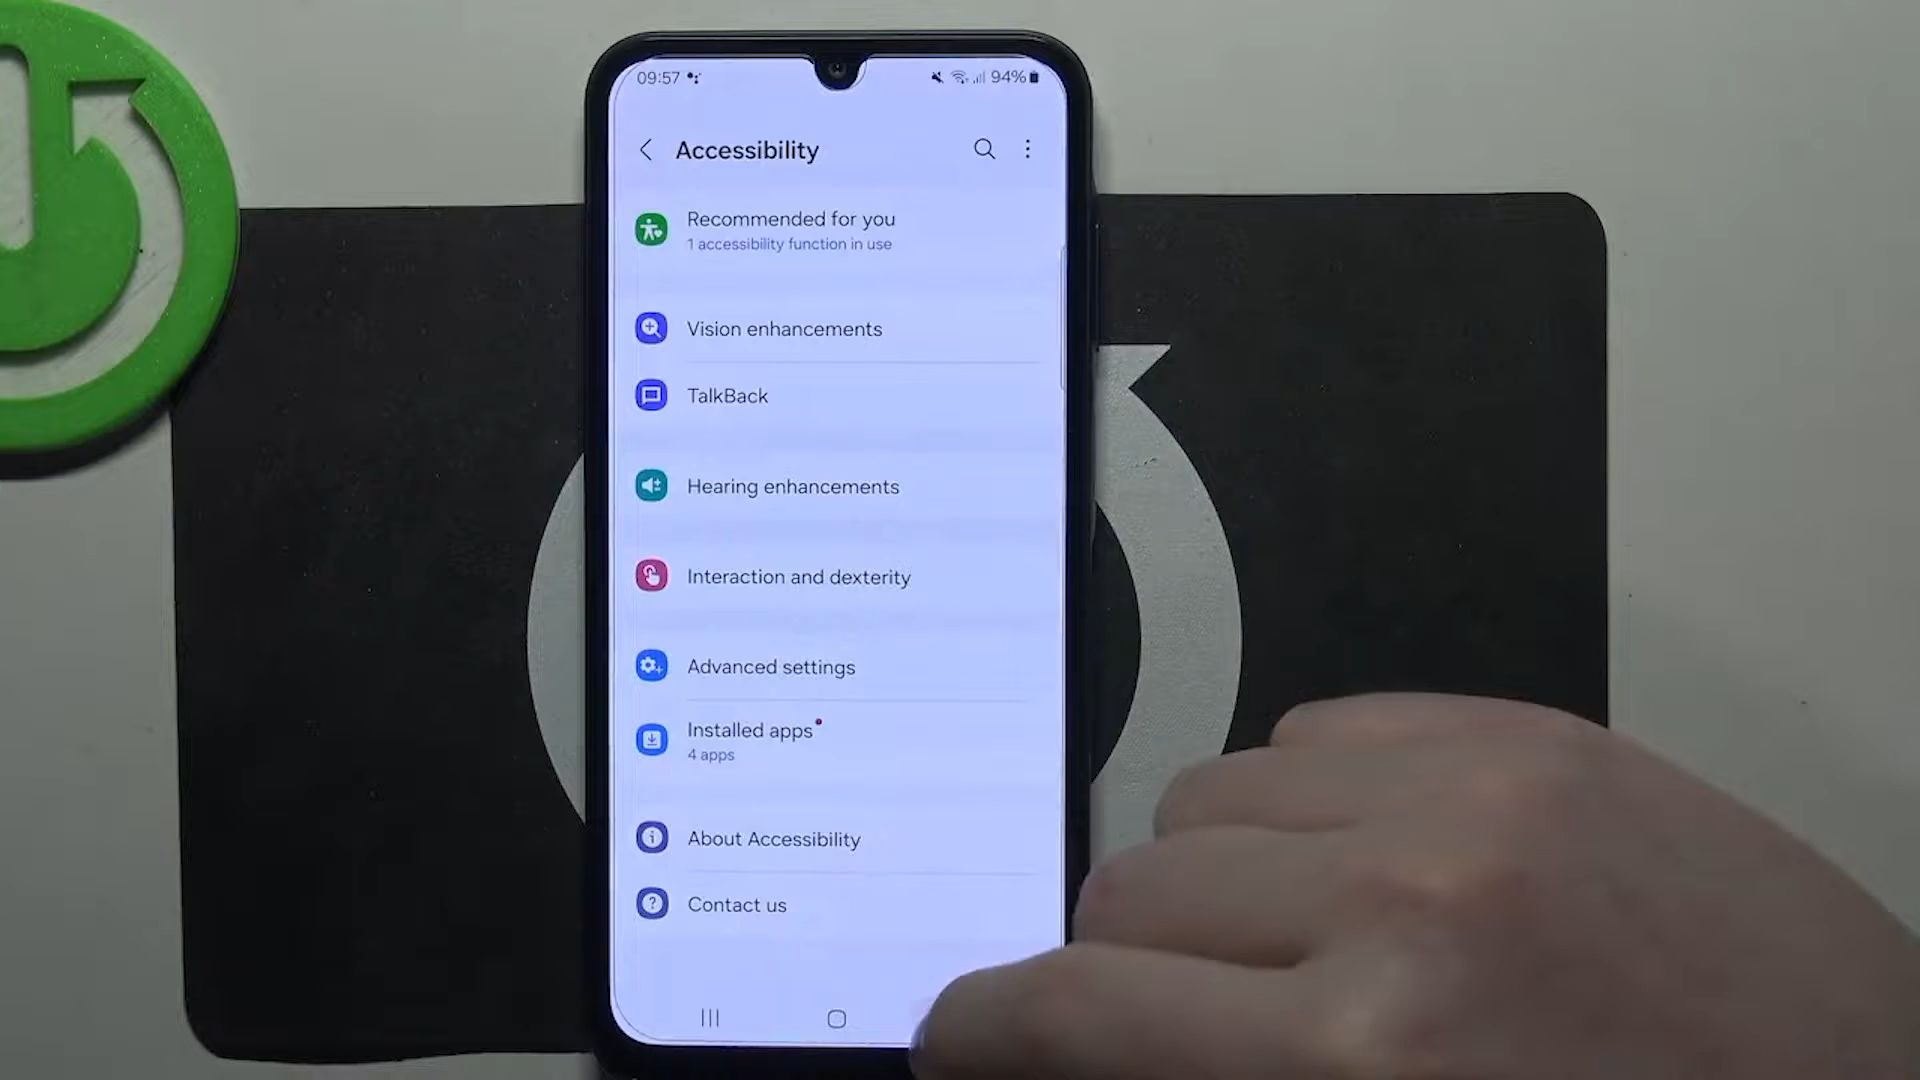 09:57
94%
Accessibility
Recommended for you
1 accessibility function in use
Vision enhancements
TalkBack
Hearing enhancements
Interaction and dexterity
Advanced settings
Installed apps
4 apps
About Accessibility
Contact us